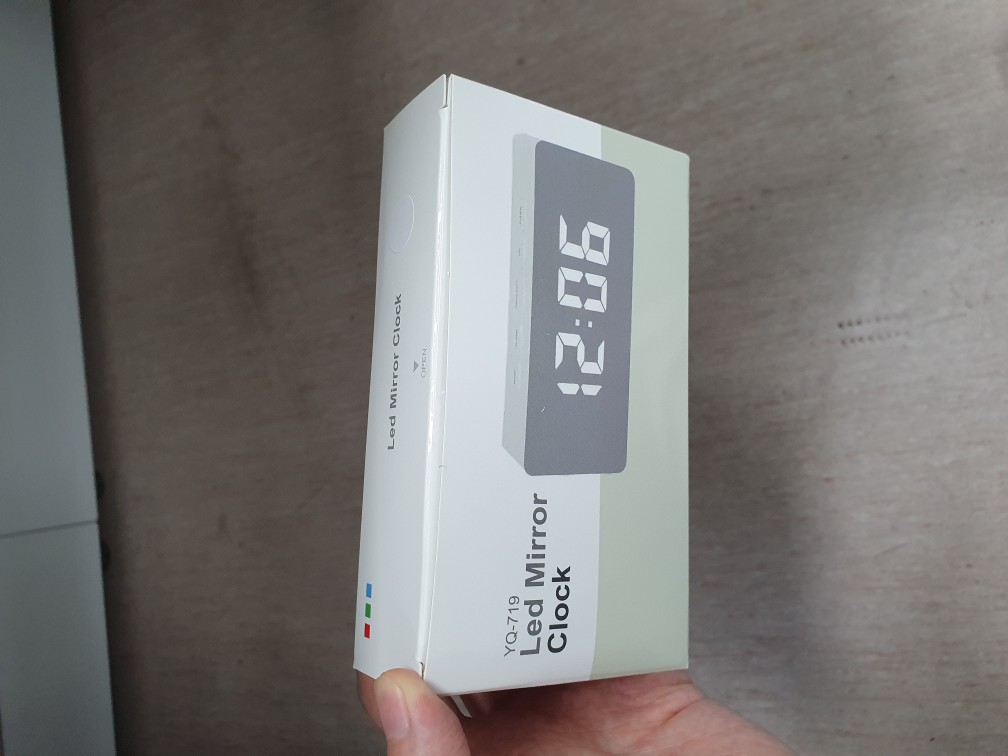 Led Mirror Clock
OPEN
12:06
YQ-719
Led Mirror
Clock